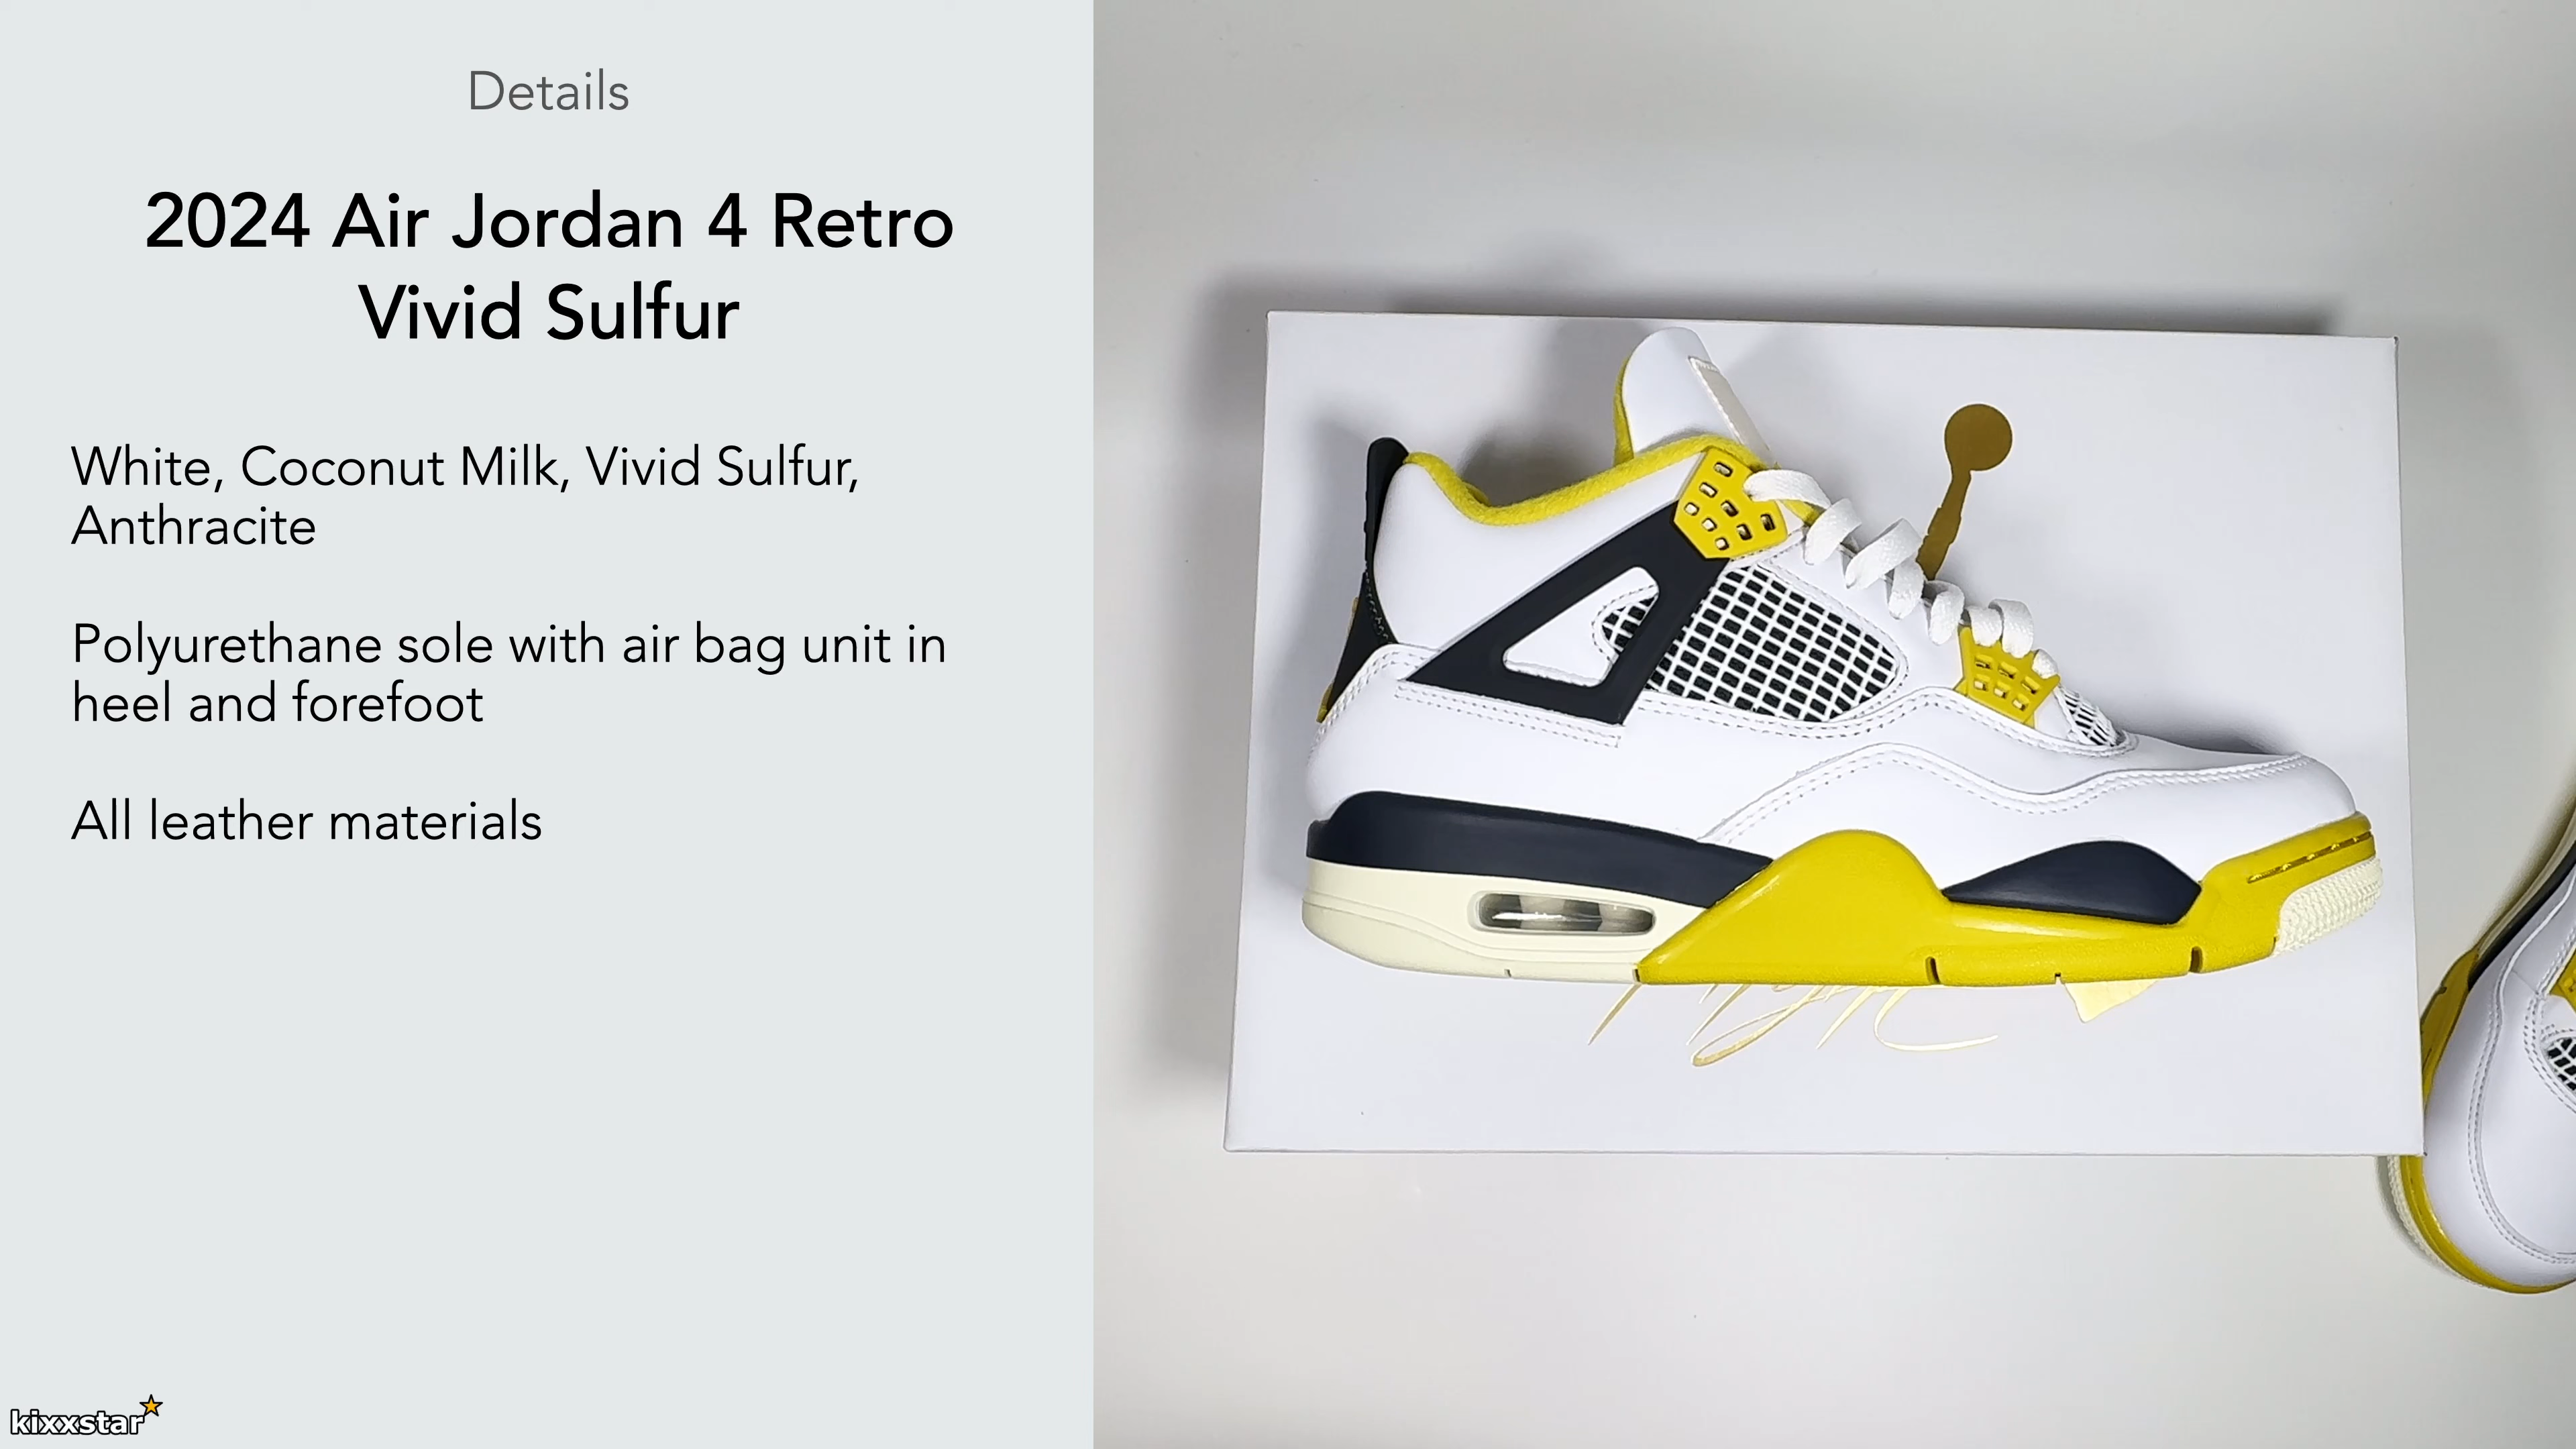 Details
2024 Air Jordan 4 Retro
Vivid Sulfur
White, Coconut Milk, Vivid Sulfur,
Anthracite
Polyurethane sole with air bag unit in
heel and forefoot
All leather materials
kixxstar